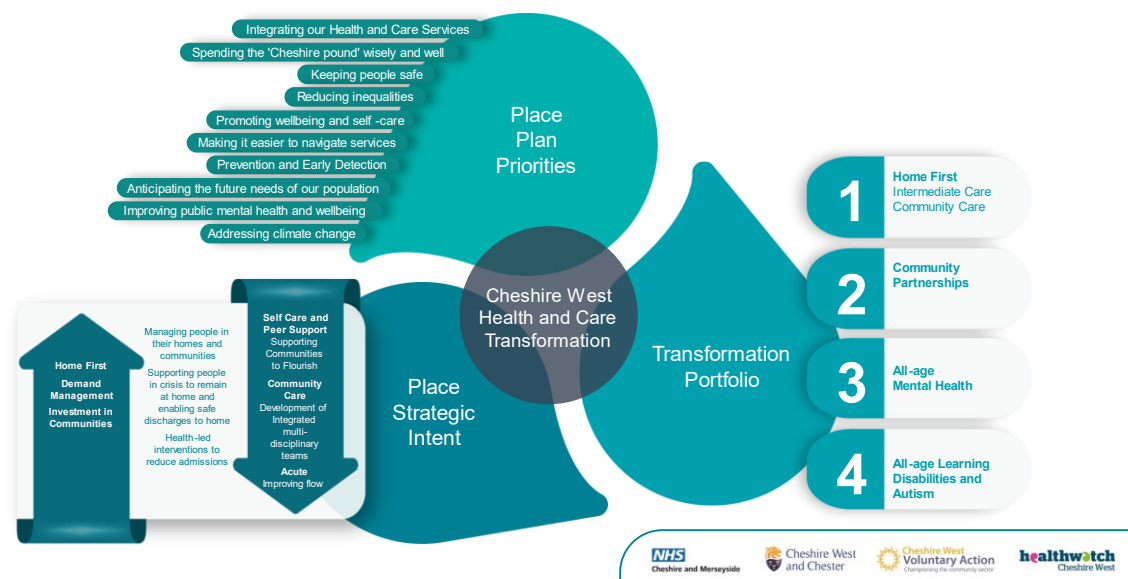 Integrating our Health and Care Services
Spending the 'Cheshire pound' wisely and well
Keeping people safe
Reducing inequalities
Promoting wellbeing and self -care
Making it easier to navigate services
Prevention and Early Detection
Anticipating the future needs of our population
Improving public mental health and wellbeing
Addressing climate change
Place
Plan
Priorities
Cheshire West
Health and Care
Transformation
Place
Strategic
Intent
Transformation
Portfolio
Home First
Demand
Management
Investment in
Communities
Managing people in
their homes and
communities
Supporting people
in crisis to remain
at home and
enabling safe
discharges to home
Health-led
interventions to
reduce admissions
Self Care and
Peer Support
Supporting
Communities
to Flourish
Community
Care
Development of
Integrated
multi-
disciplinary
teams
Acute
Improving flow
1
Home First
Intermediate Care
Community Care
2
Community
Partnerships
3
All-age
Mental Health
4
All-age Learning
Disabilities and
Autism
NHS
Cheshire and Merseyside
Cheshire West
and Chester
Cheshire West
Voluntary Action
Championing the community sector
healthwatch
Cheshire West